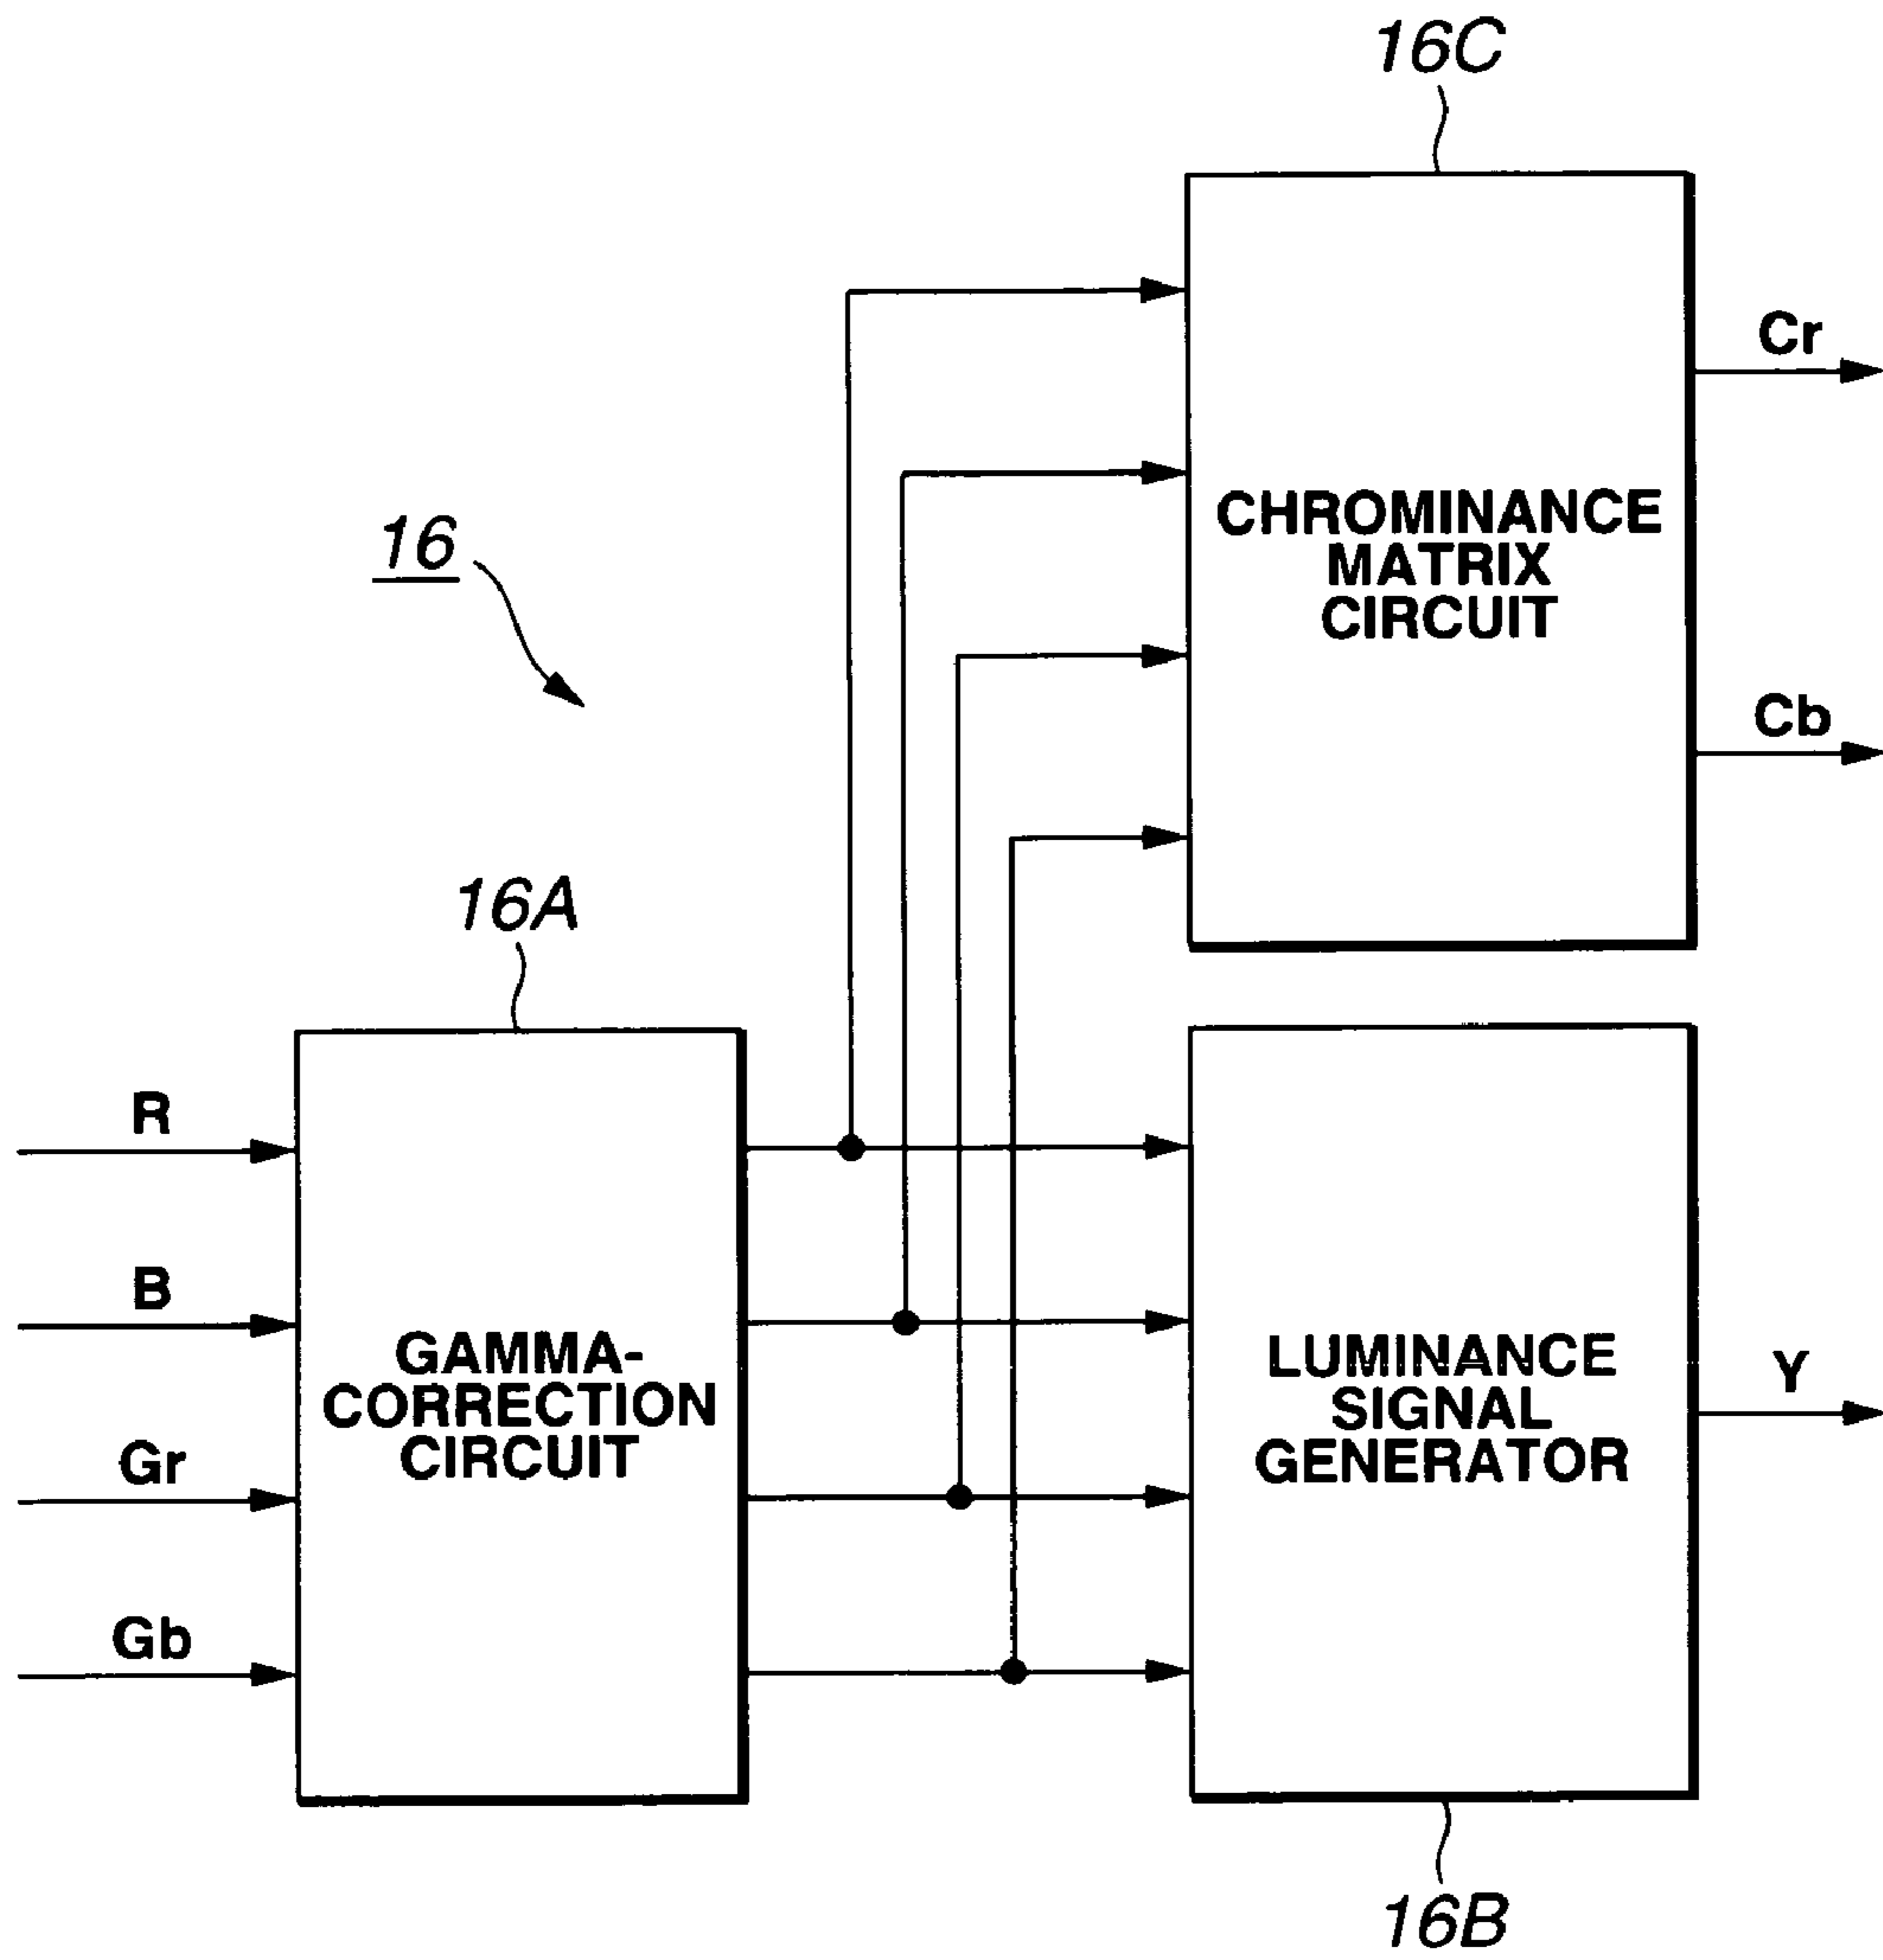 16C
Cr
CHROMINANCE
MATRIX
CIRCUIT
16
Cb
16A
R
B
GAMMA-
CORRECTION
CIRCUIT
Gr
Gb
LUMINANCE
SIGNAL
GENERATOR
Y
16B